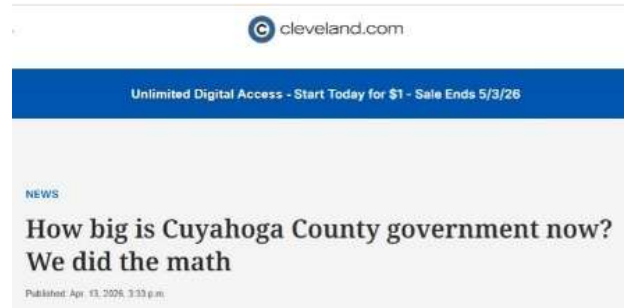 cleveland.com
Unlimited Digital Access - Start Today for $1 - Sale Ends 5/3/26
NEWS
How big is Cuyahoga County government now?
We did the math
Published: Apr. 13, 2026, 3:33 p.m.